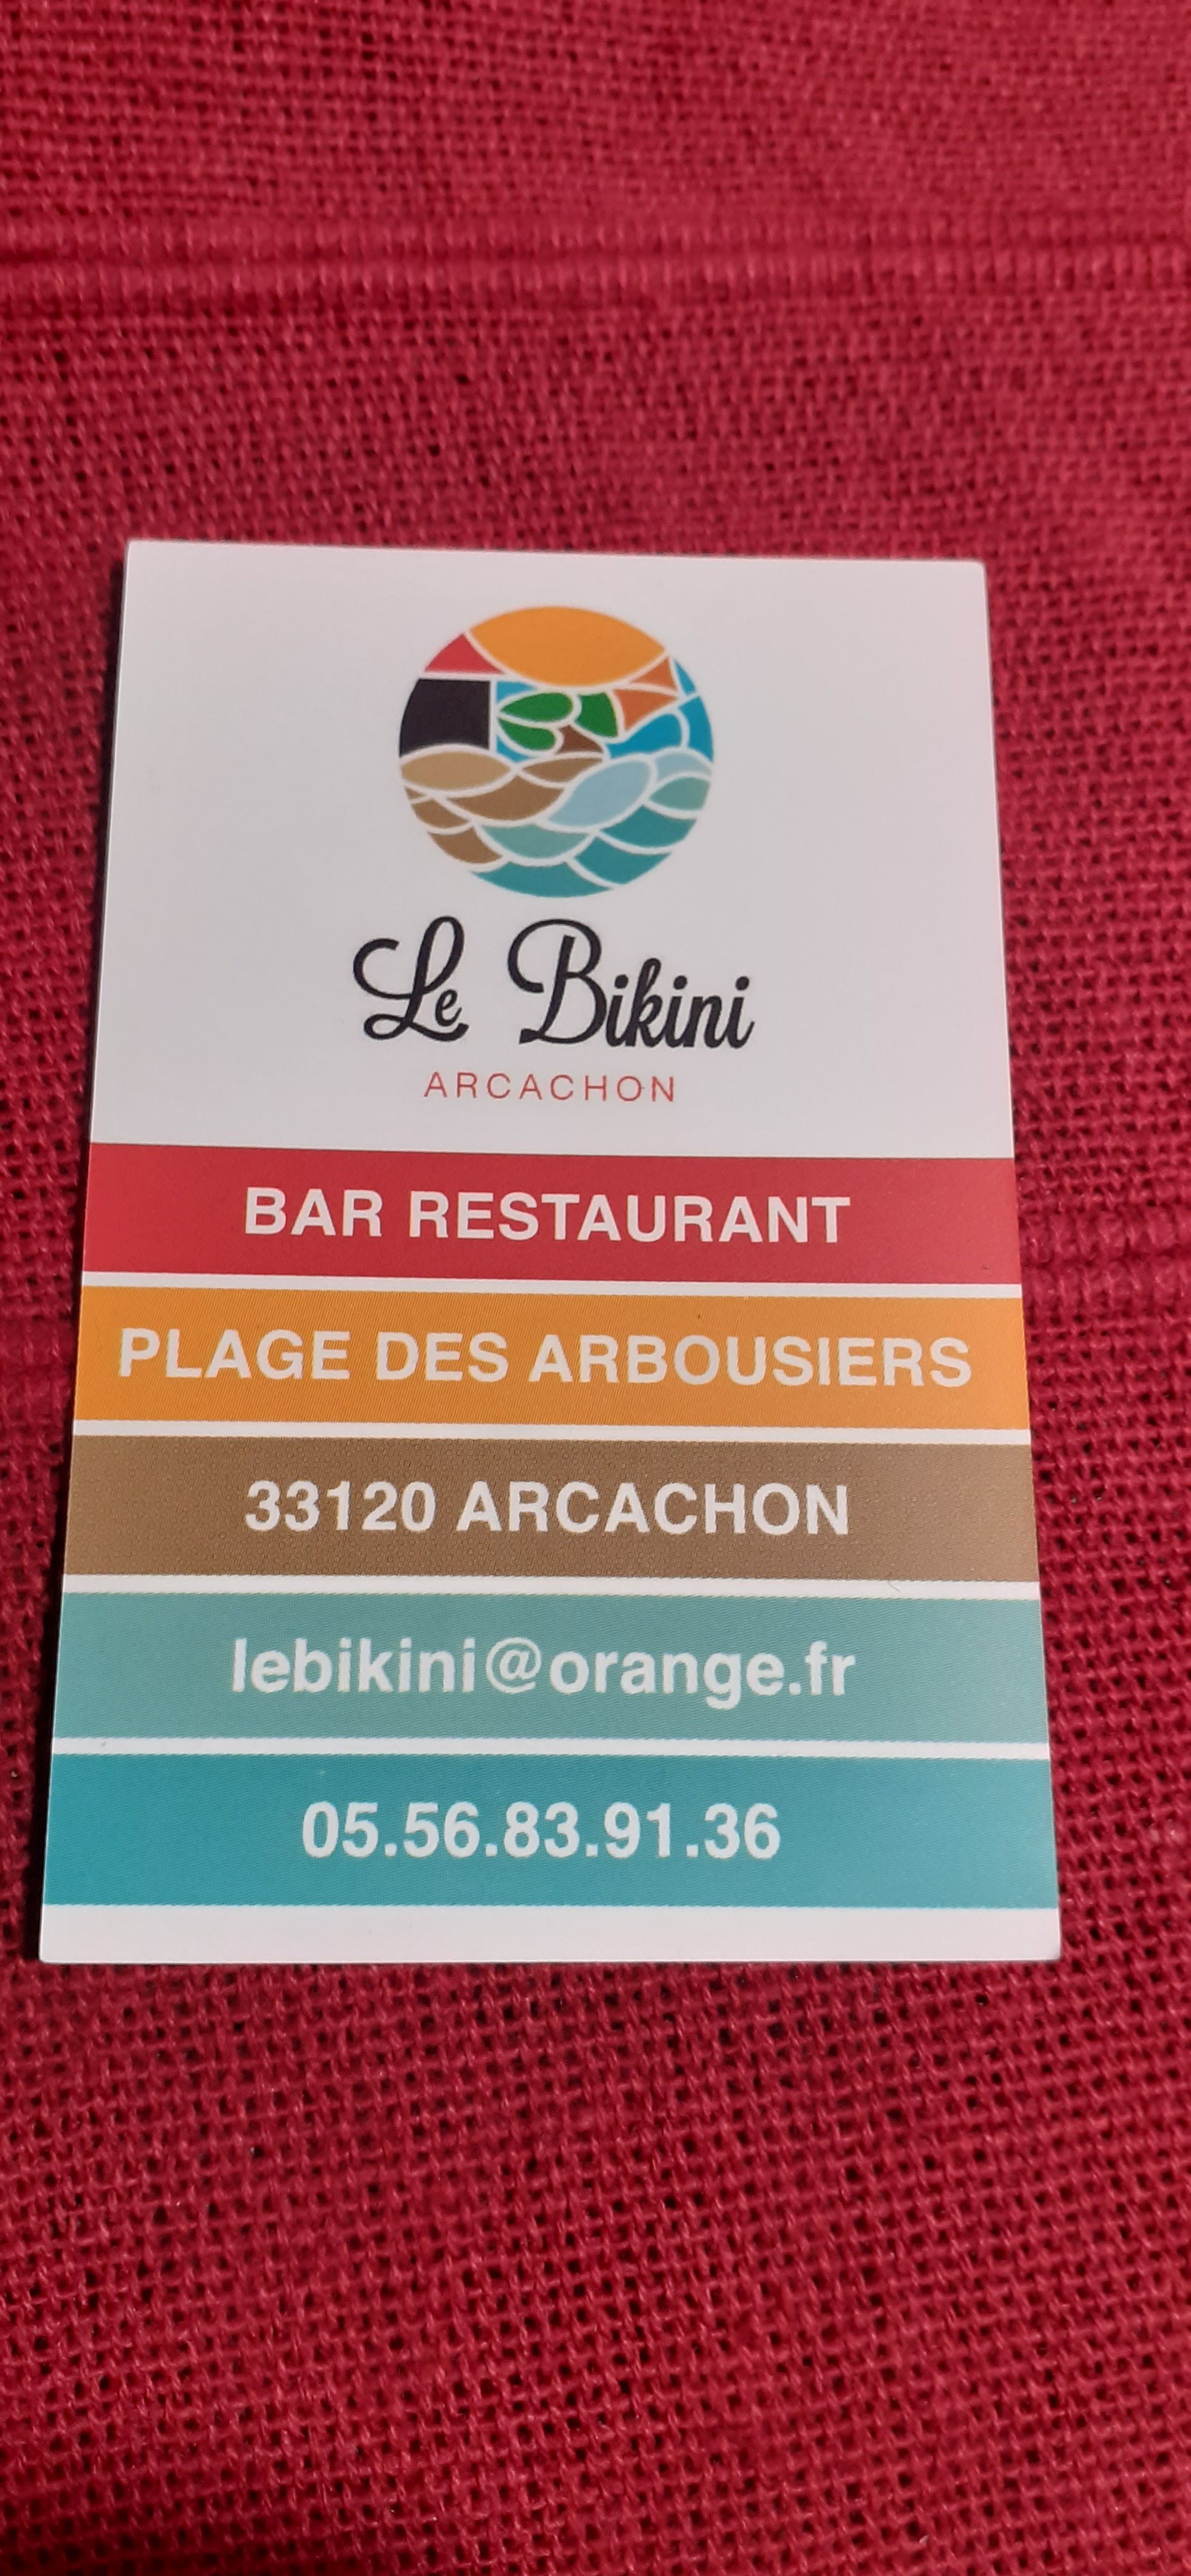 Le Bikini
ARCACHON
BAR RESTAURANT
PLAGE DES ARBOUSIERS
33120 ARCACHON
lebikini@orange.fr
05.56.83.91.36